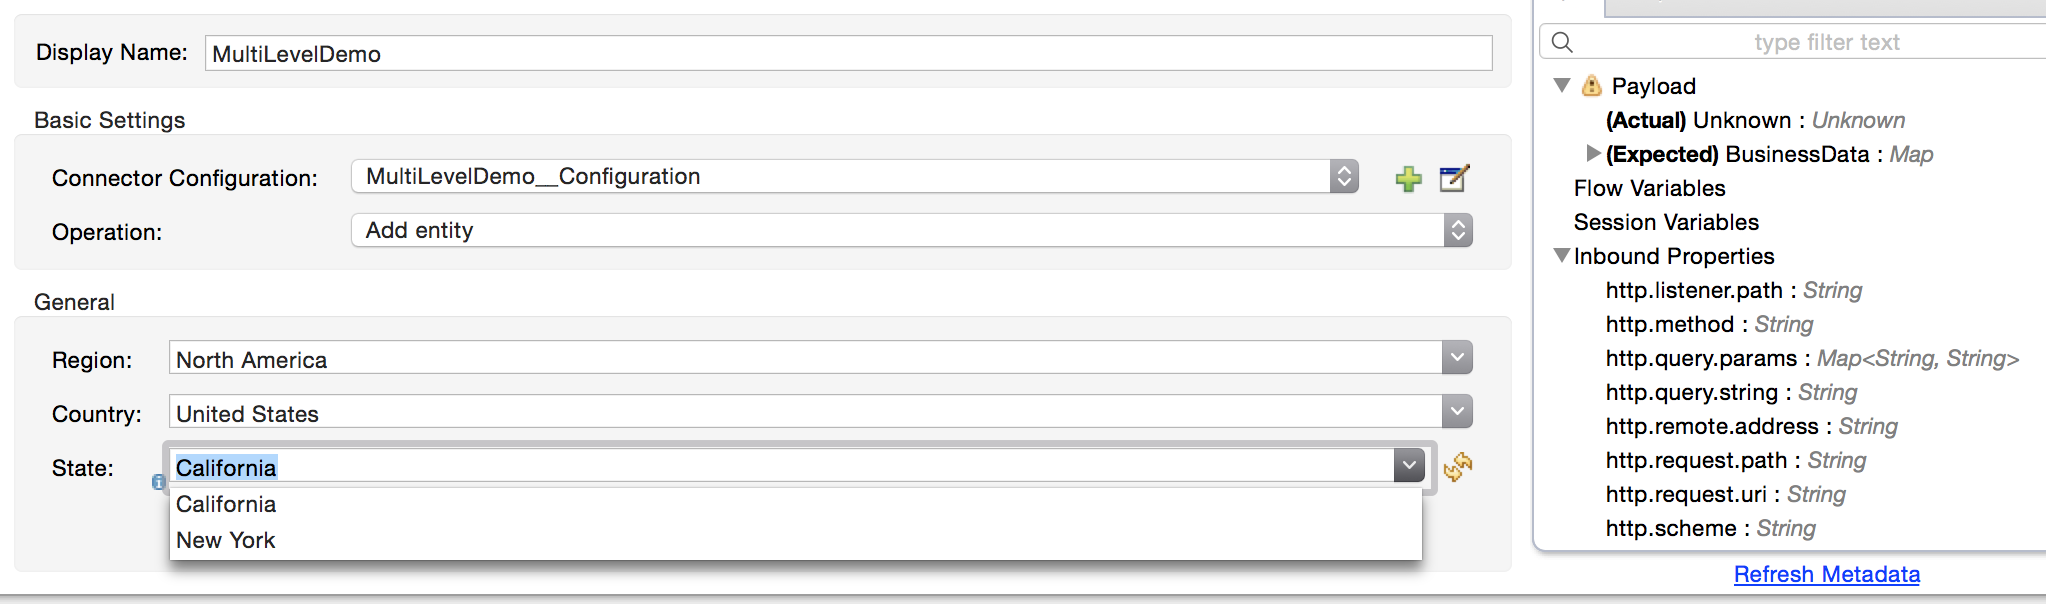 Display Name: MultiLevelDemo
Basic Settings
Connector Configuration: MultiLevelDemo__Configuration
Operation: Add entity
General
Region: North America
Country: United States
State: California
California
New York
type filter text
Payload
(Actual) Unknown : Unknown
(Expected) BusinessData : Map
Flow Variables
Session Variables
Inbound Properties
http.listener.path : String
http.method : String
http.query.params : Map<String, String>
http.query.string : String
http.remote.address : String
http.request.path : String
http.request.uri : String
http.scheme : String
Refresh Metadata